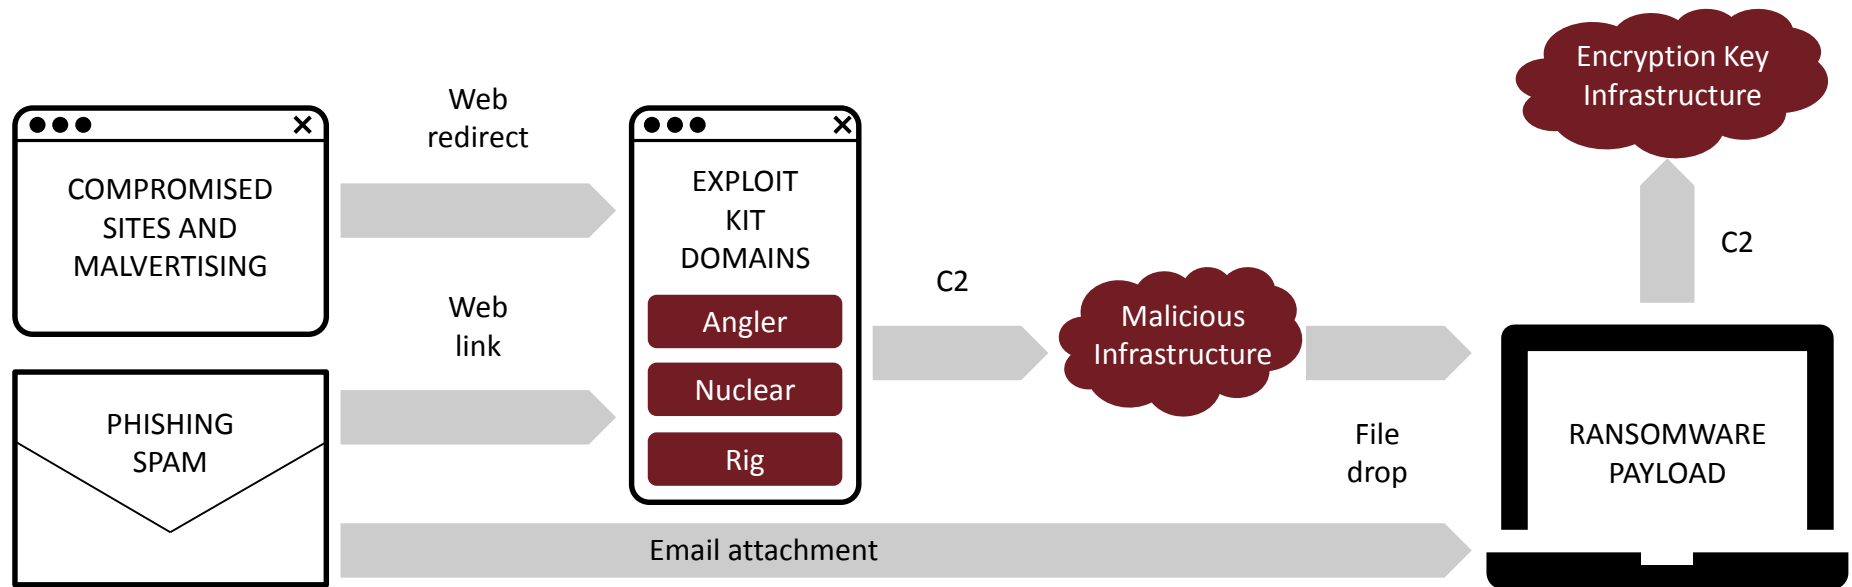 COMPROMISED
SITES AND
MALVERTISING
Web
redirect
PHISHING
SPAM
Web
link
EXPLOIT
KIT
DOMAINS
Angler
Nuclear
Rig
C2
Malicious
Infrastructure
File
drop
Email attachment
RANSOMWARE
PAYLOAD
C2
Encryption Key
Infrastructure